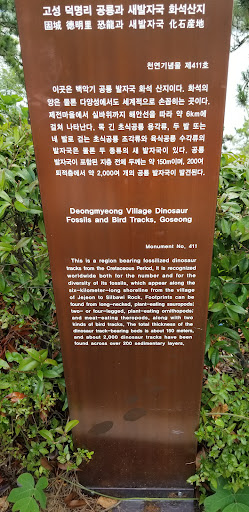 고성 덕명리 공룡과 새발자국 화석산지
固城 德明里 恐龍과 새발자국 化石産地
천연기념물 제411호
이곳은 백악기 공룡 발자국 화석 산지이다. 화석의
양은 물론 다양성에서도 세계적으로 손꼽히는 곳이다.
제전마을에서 실바위까지 해안선을 따라 약 6km에
걸쳐 나타난다. 목 긴 초식공룡 용각류, 두 발 또는
네 발로 걷는 초식공룡 조각류와 육식공룡 수각류의
발자국은 물론 두 종류의 새 발자국이 있다. 공룡
발자국이 포함된 지층 전체 두께는 약 150m이며, 200여
퇴적층에서 약 2,000여 개의 공룡 발자국이 발견된다.
Deongmyeong Village Dinosaur
Fossils and Bird Tracks, Goseong
Monument No. 411
This is a region bearing fossilized dinosaur
tracks from the Cretaceous Period. It is recognized
worldwide both for the number and for the
diversity of its fossils, which appear along the
six-kilometer-long shoreline from the village
of Jejeon to Silbawi Rock. Footprints can be
found from long-necked, plant-eating sauropods;
two- or four-legged, plant-eating ornithopods;
and meat-eating theropods, along with two
kinds of bird tracks. The total thickness of the
dinosaur track-bearing beds is about 150 meters,
and about 2,000 dinosaur tracks have been
found across over 200 sedimentary layers.